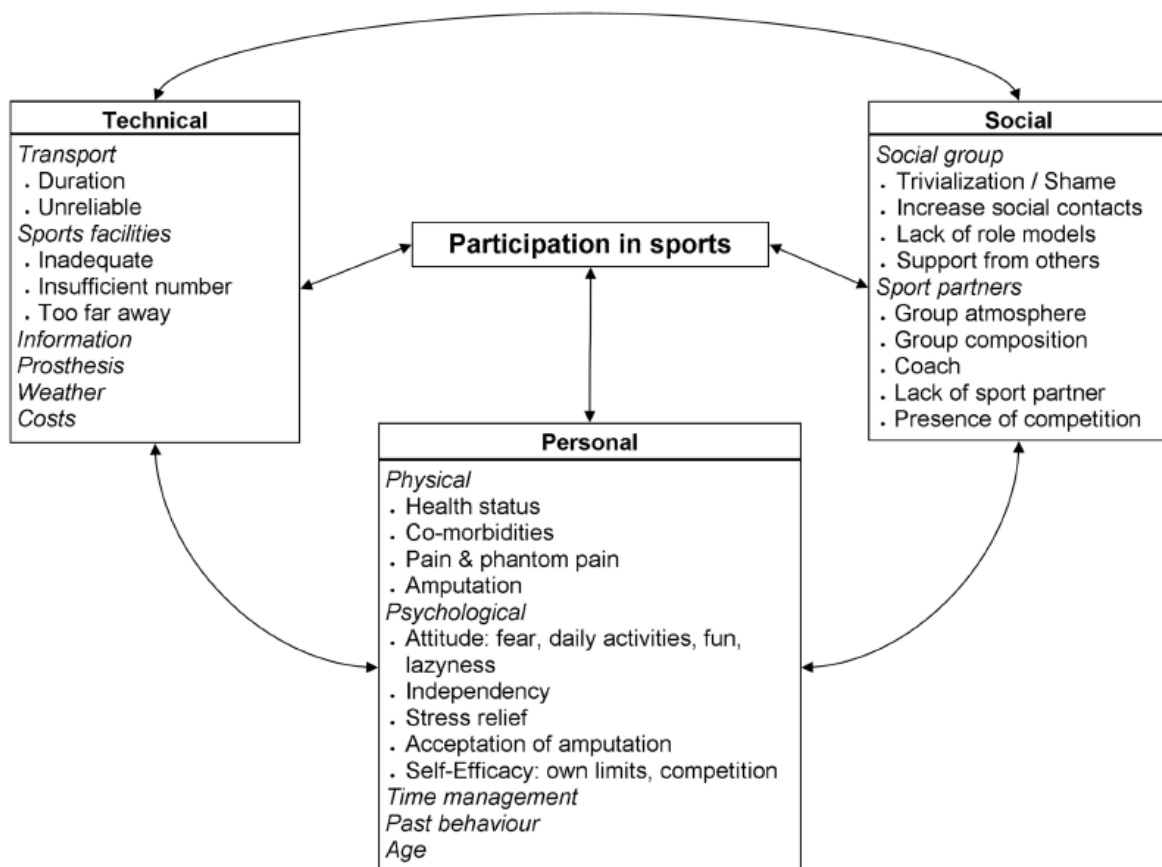 Technical
Transport
. Duration
. Unreliable
Sports facilities
. Inadequate
. Insufficient number
. Too far away
Information
Prosthesis
Weather
Costs
Participation in sports
Social
Social group
. Trivialization / Shame
. Increase social contacts
. Lack of role models
. Support from others
Sport partners
. Group atmosphere
. Group composition
. Coach
. Lack of sport partner
. Presence of competition
Personal
Physical
. Health status
. Co-morbidities
. Pain & phantom pain
. Amputation
Psychological
. Attitude: fear, daily activities, fun,
lazyness
. Independency
. Stress relief
. Acceptation of amputation
. Self-Efficacy: own limits, competition
Time management
Past behaviour
Age